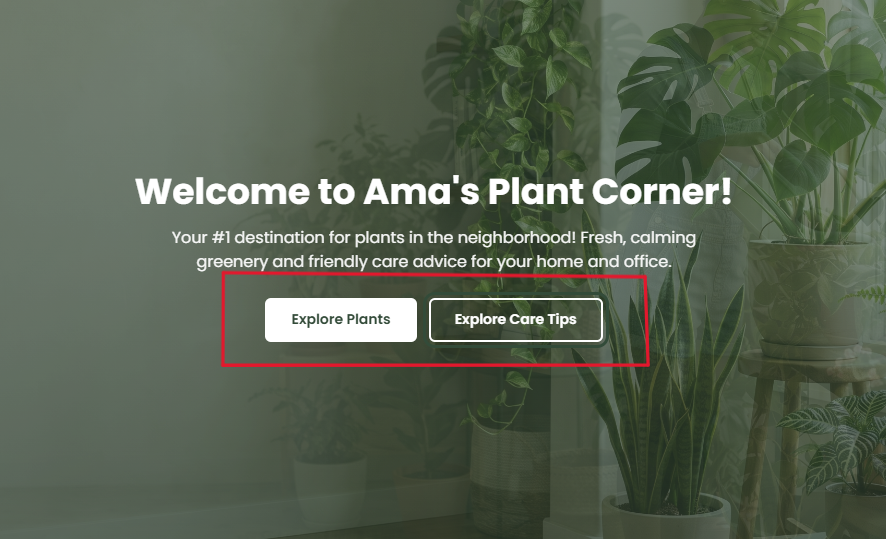 Welcome to Ama's Plant Corner!
Your #1 destination for plants in the neighborhood! Fresh, calming
greenery and friendly care advice for your home and office.
Explore Plants
Explore Care Tips